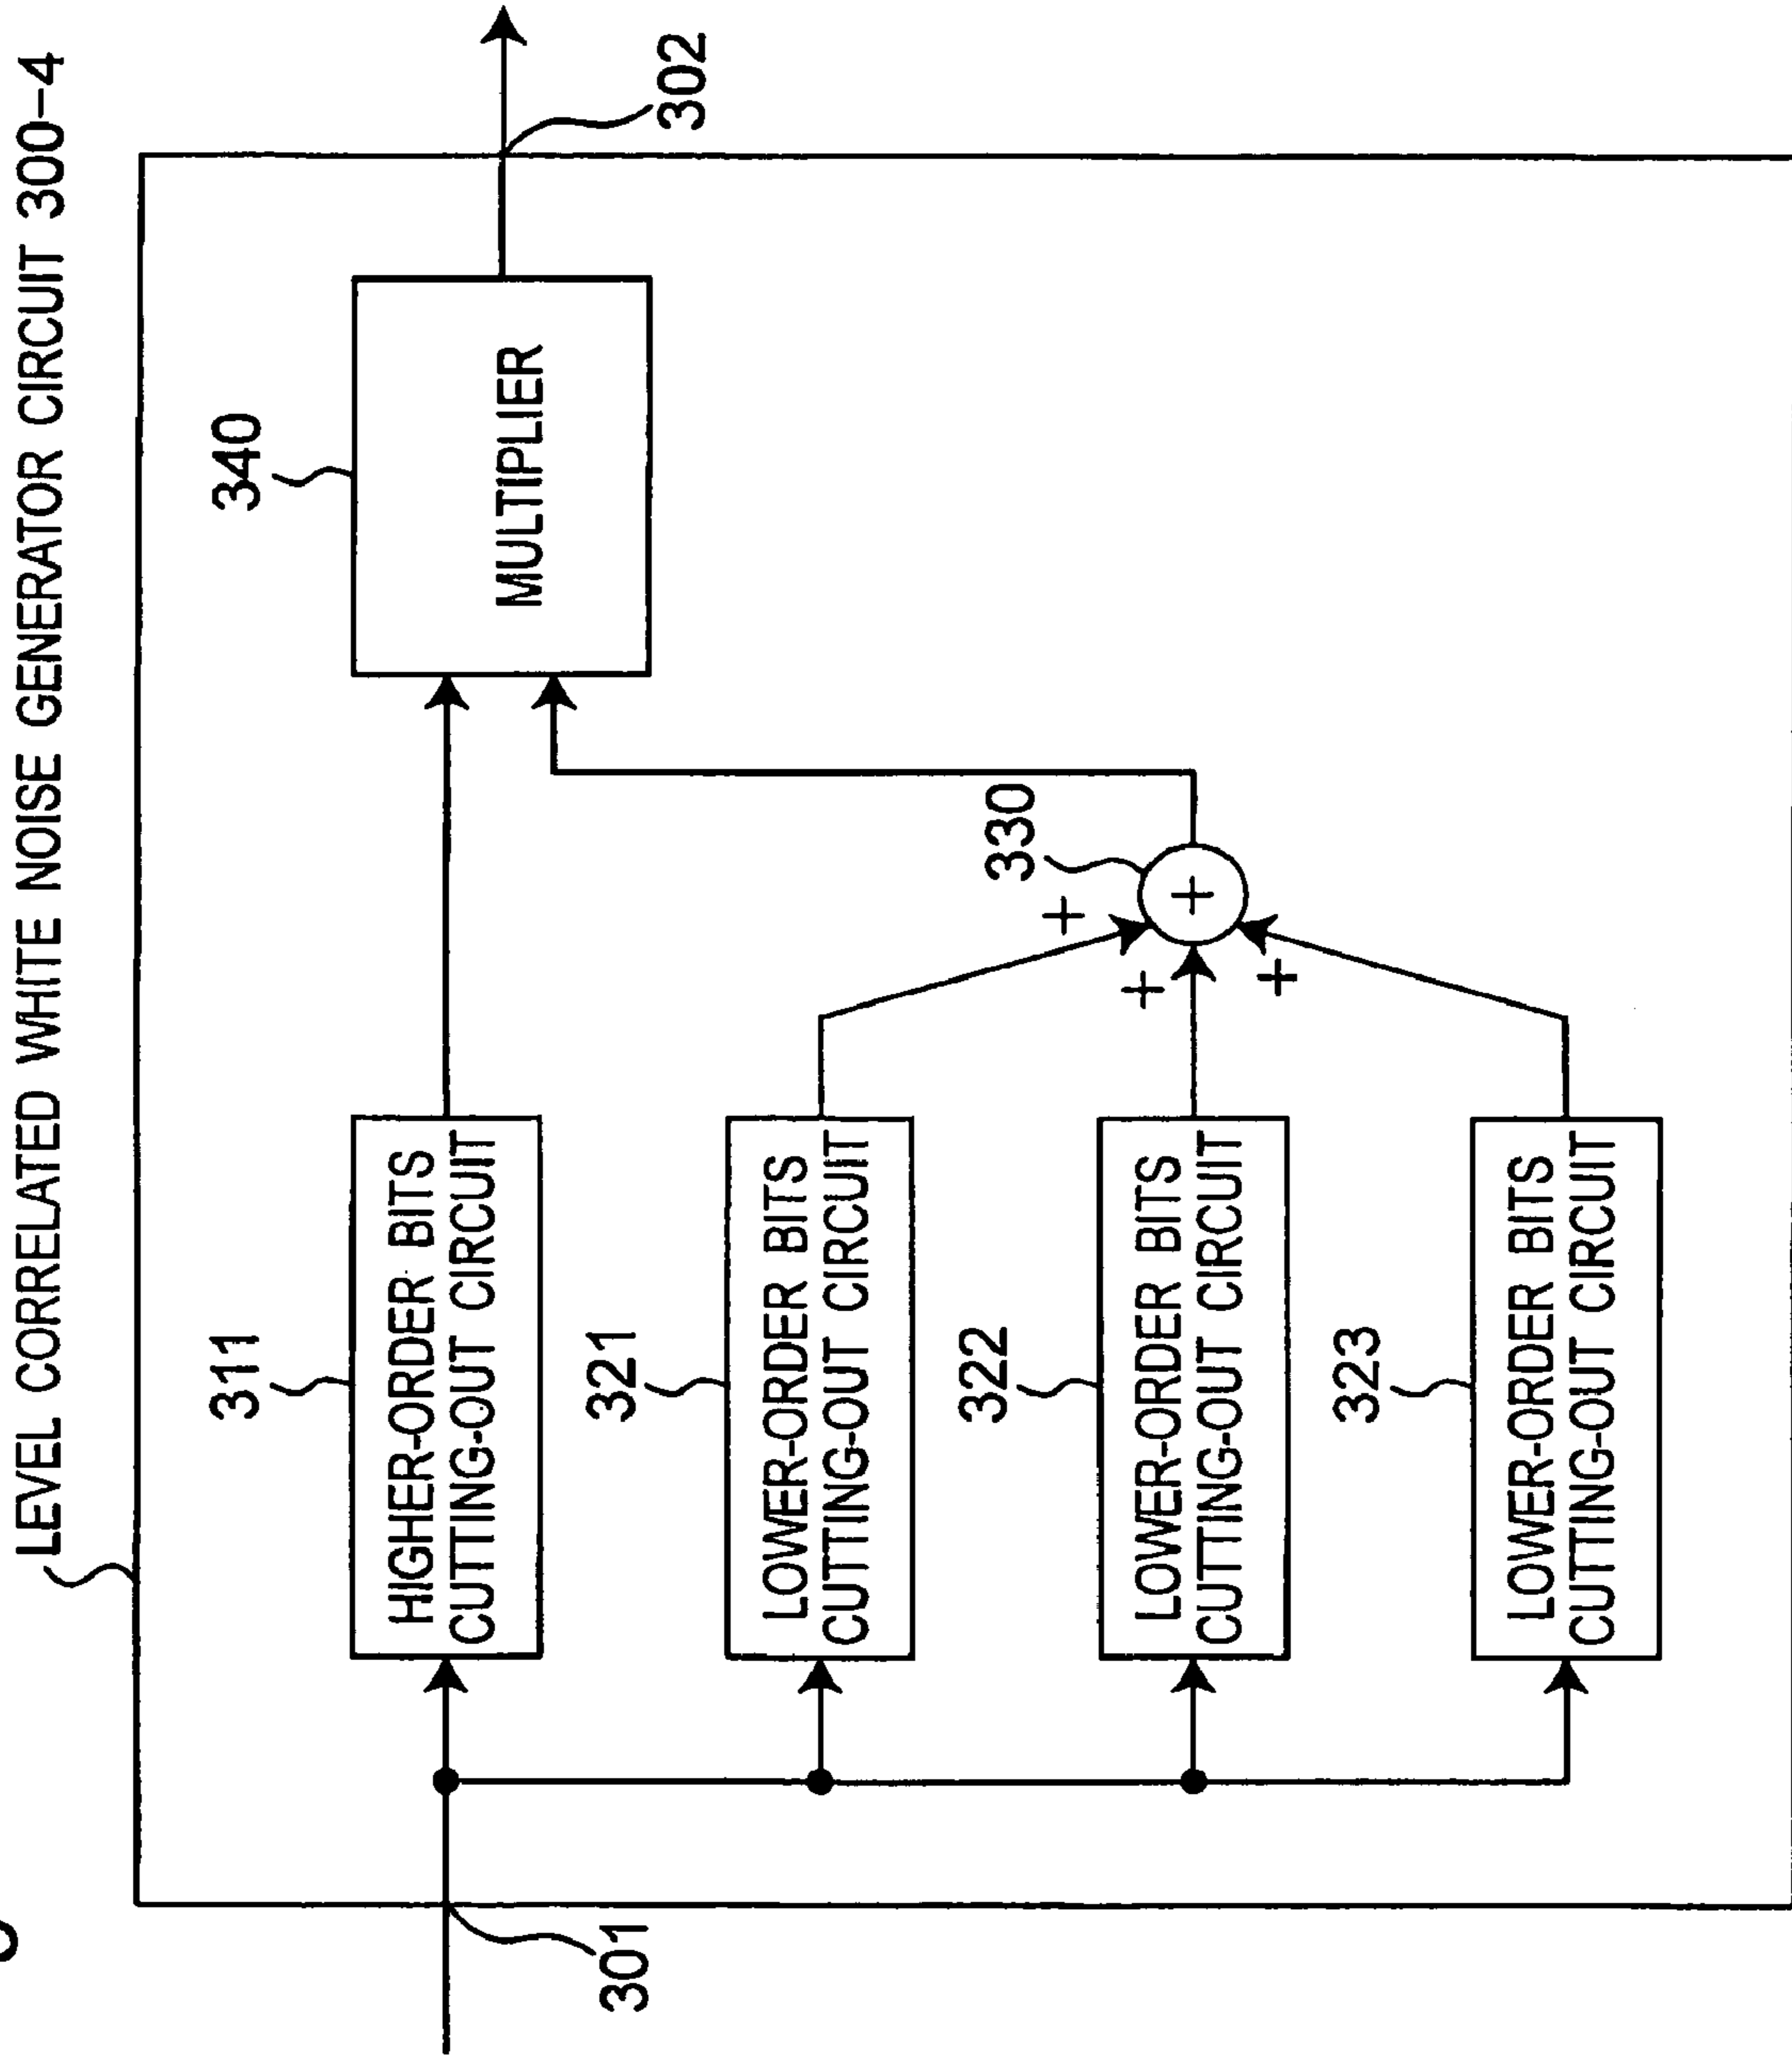 LEVEL CORRELATED WHITE NOISE GENERATOR CIRCUIT 300-4
301
311
HIGHER-ORDER BITS
CUTTING-OUT CIRCUIT
340
MULTIPLIER
302
321
LOWER-ORDER BITS
CUTTING-OUT CIRCUIT
322
LOWER-ORDER BITS
CUTTING-OUT CIRCUIT
323
LOWER-ORDER BITS
CUTTING-OUT CIRCUIT
330
+
+
+
+